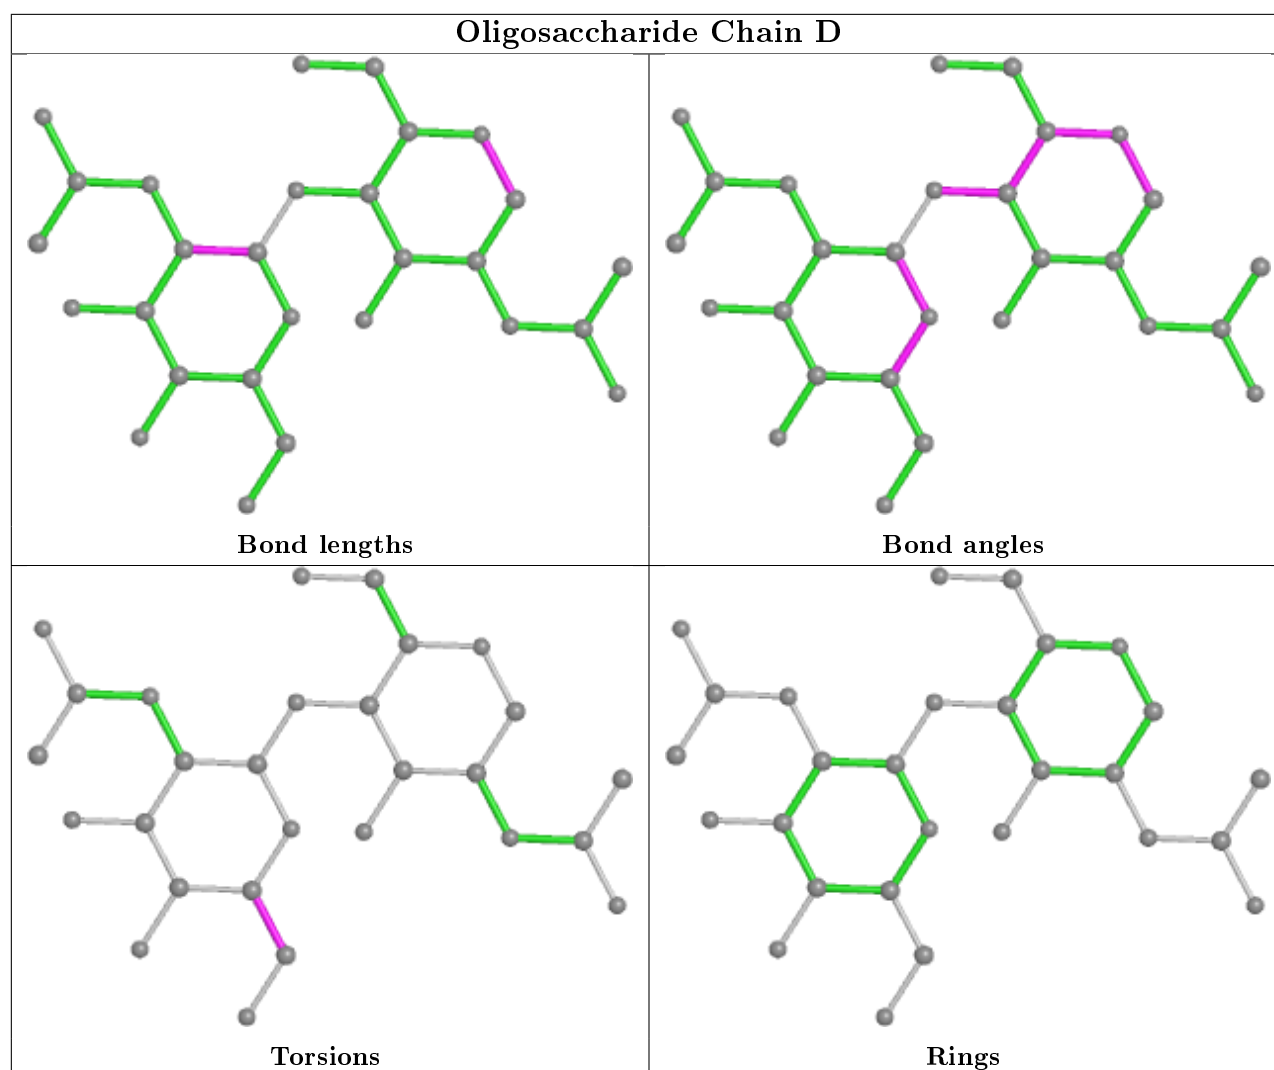 Oligosaccharide Chain D
Bond lengths
Bond angles
Torsions
Rings